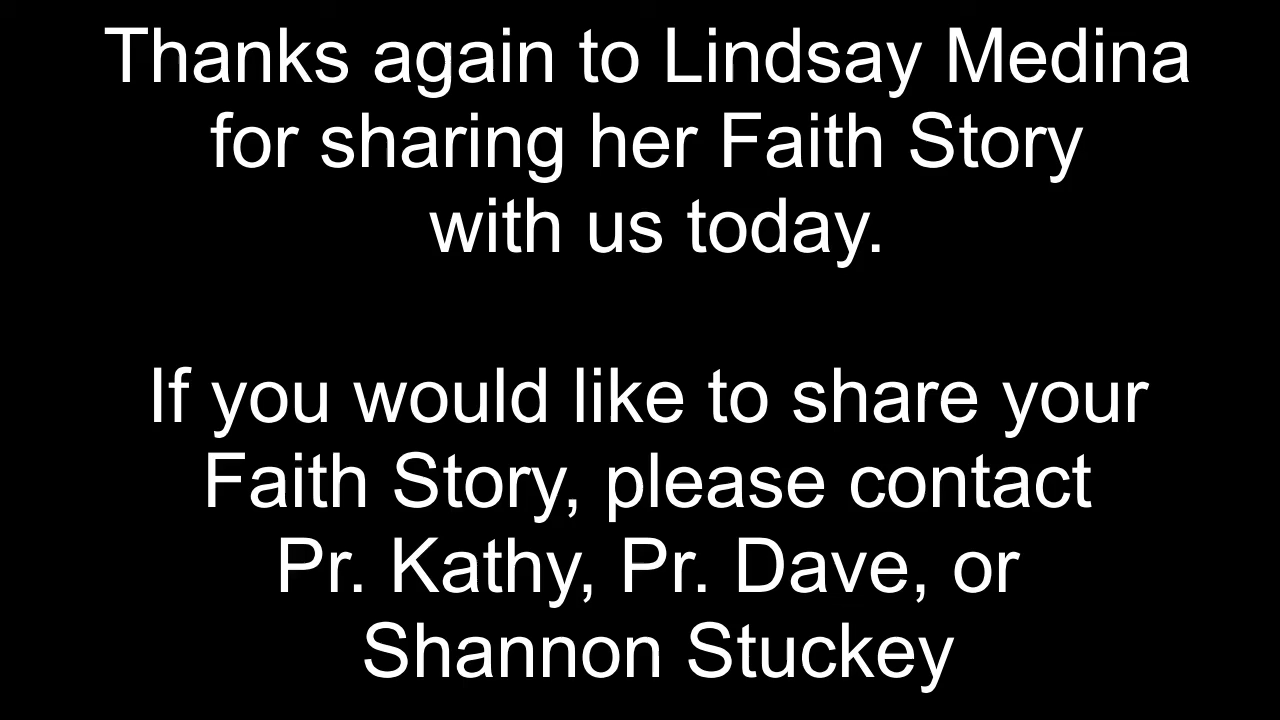 Thanks again to Lindsay Medina
for sharing her Faith Story
with us today.
If you would like to share your
Faith Story, please contact
Pr. Kathy, Pr. Dave, or
Shannon Stuckey